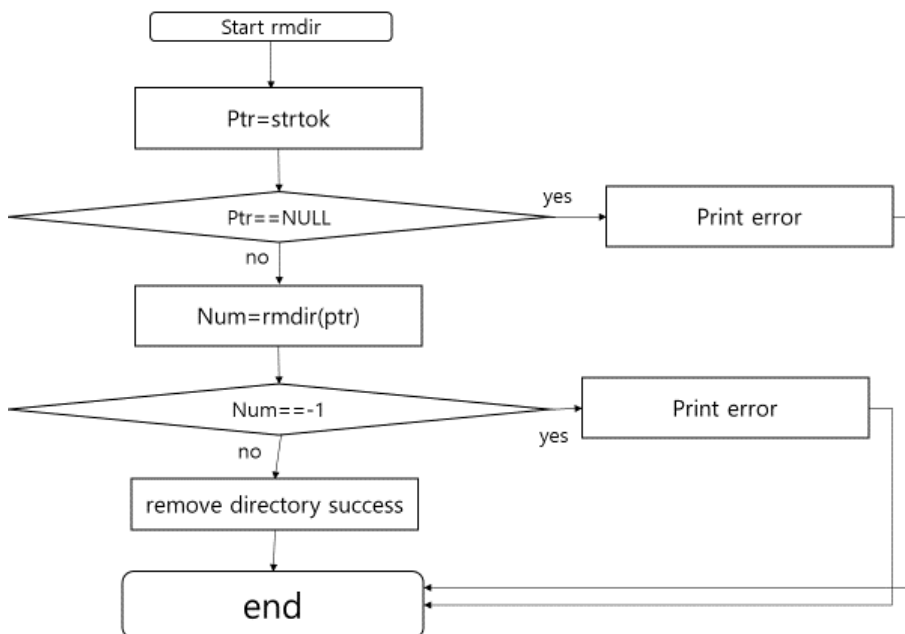 Start rmdir
Ptr=strtok
Ptr==NULL
yes
Print error
no
Num=rmdir(ptr)
Num==-1
yes
Print error
no
remove directory success
end